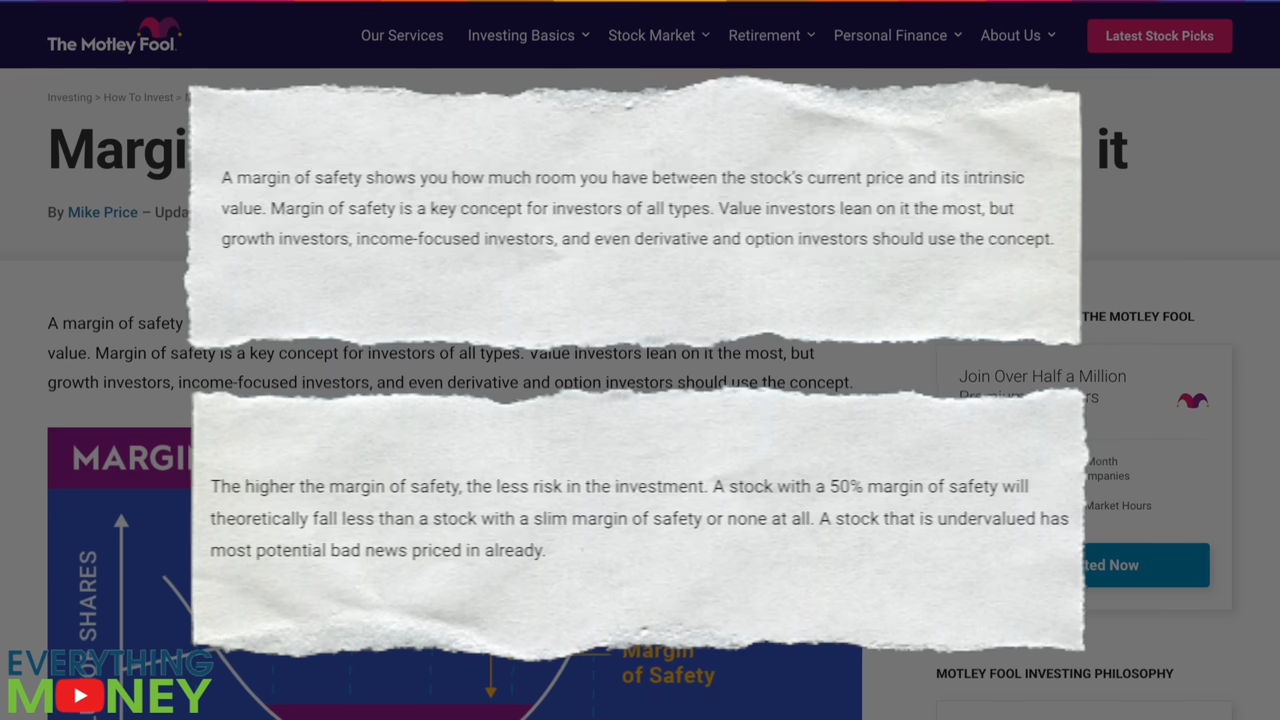 The Motley Fool.
Our Services
Investing Basics
Stock Market
Retirement
Personal Finance
About Us
Latest Stock Picks
Investing > How To Invest >
Margi
it
By Mike Price – Upda
A margin of safety shows you how much room you have between the stock's current price and its intrinsic
value. Margin of safety is a key concept for investors of all types. Value investors lean on it the most, but
growth investors, income-focused investors, and even derivative and option investors should use the concept.
A margin of safety
value. Margin of safety is a key concept for investors of all types. Value investors lean on it the most, but
growth investors, income-focused investors, and even derivative and option investors should use the concept.
THE MOTLEY FOOL
Join Over Half a Million
rs
Month
mpanies
Market Hours
ted Now
The higher the margin of safety, the less risk in the investment. A stock with a 50% margin of safety will
theoretically fall less than a stock with a slim margin of safety or none at all. A stock that is undervalued has
most potential bad news priced in already.
MARGI
SHARES
Margin
of Safety
MOTLEY FOOL INVESTING PHILOSOPHY
EVERYTHING
MONEY